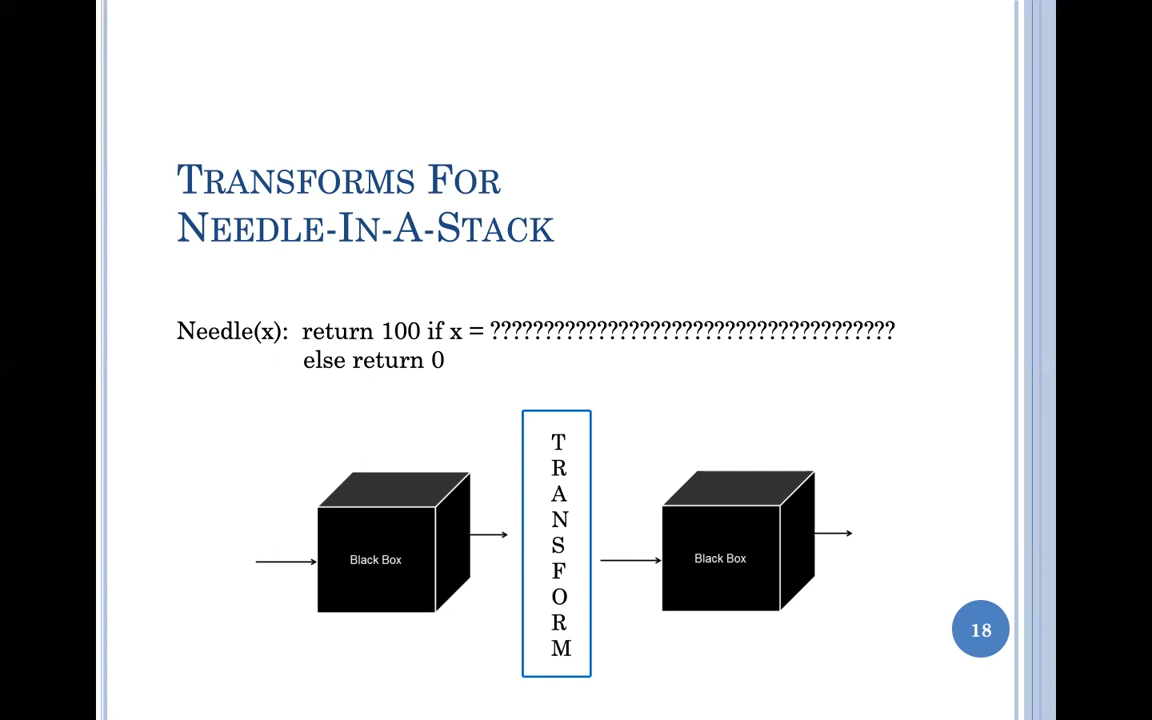 TRANSFORMS FOR
NEEDLE-IN-A-STACK
Needle(x): return 100 if x = ??????????????????????????????????????
else return 0
T
R
A
N
S
F
O
R
M
Black Box
Black Box
18